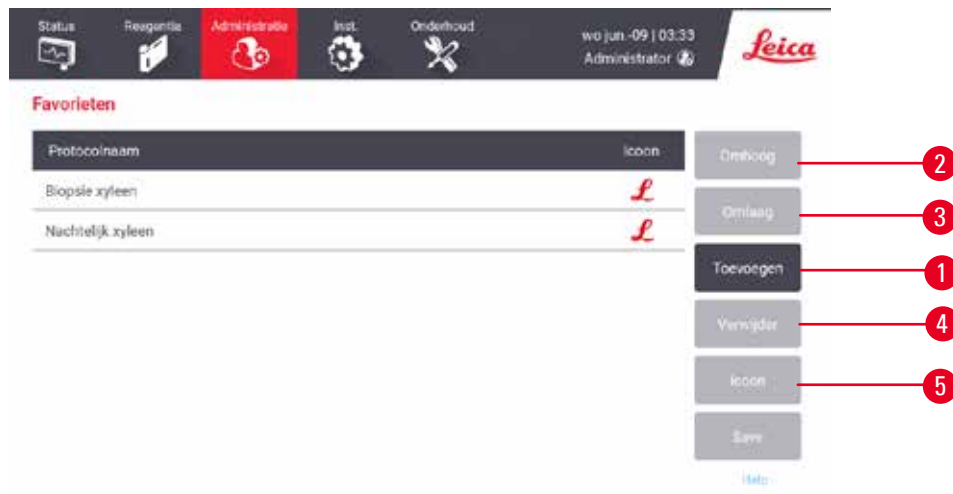 Status Reagentia Administratie Inst. Onderhoud
wo jun.-09 | 03:33
Administrator
Leica
Favorieten
Protocolnaam Icoon
Biopsie xyleen
Nachtelijk xyleen
Omhoog
2
Omlaag
3
Toevoegen
1
Verwijder
4
Icoon
5
Save
Help